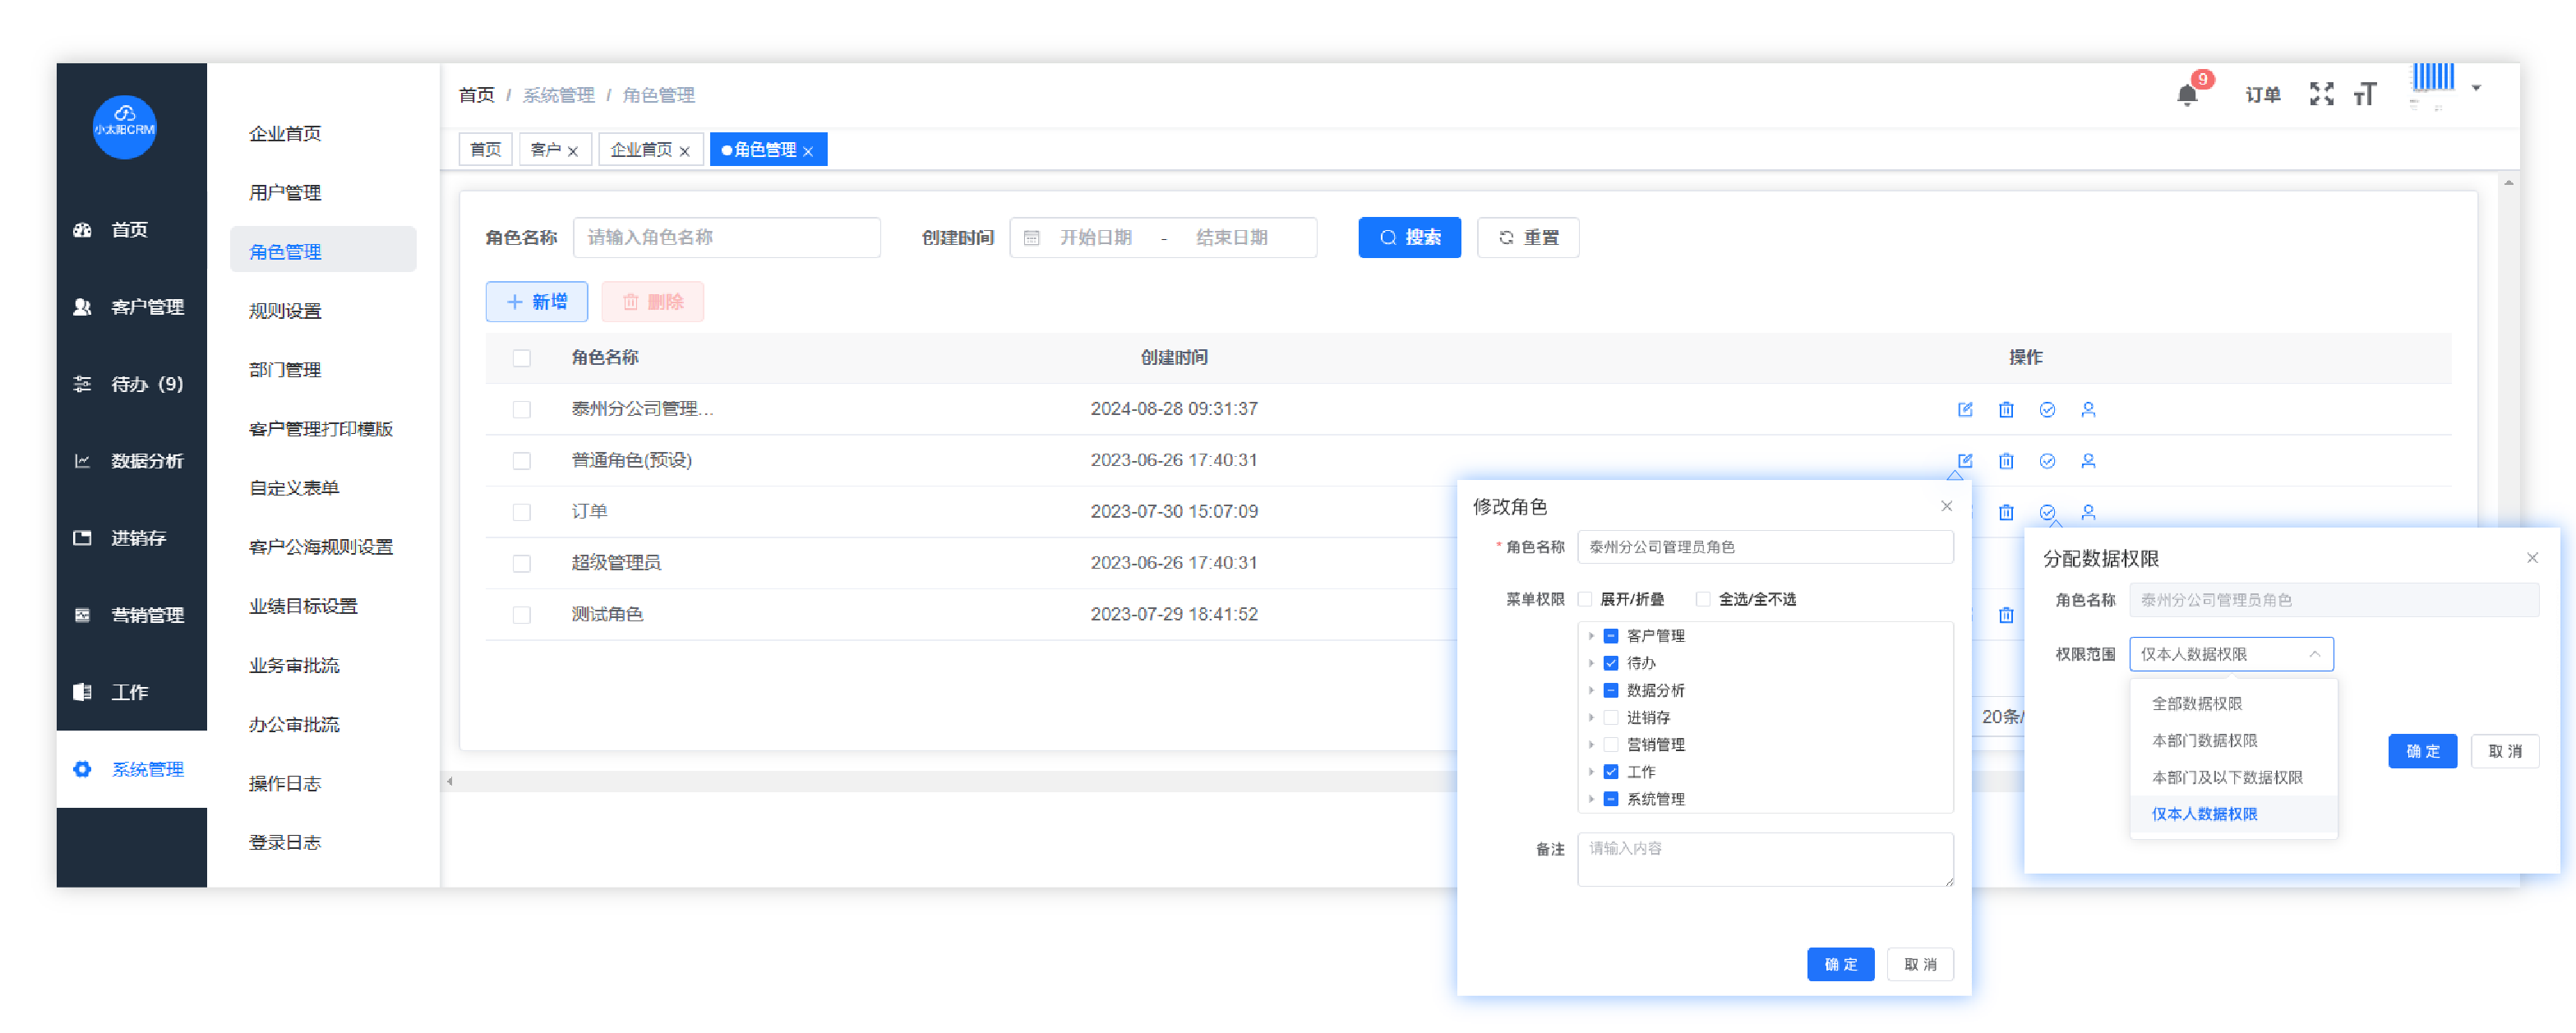 小太阳CRM
首页
客户管理
待办 (9)
数据分析
进销存
营销管理
工作
系统管理
企业首页
用户管理
角色管理
规则设置
部门管理
客户管理打印模版
自定义表单
客户公海规则设置
业绩目标设置
业务审批流
办公审批流
操作日志
登录日志
首页 / 系统管理 / 角色管理
9 订单
首页 客户 企业首页 角色管理
角色名称 请输入角色名称 创建时间 开始日期 - 结束日期 搜索 重置
新增 删除
角色名称 创建时间 操作
泰州分公司管理... 2024-08-28 09:31:37
普通角色(预设) 2023-06-26 17:40:31
订单 2023-07-30 15:07:09
超级管理员 2023-06-26 17:40:31
测试角色 2023-07-29 18:41:52
20条/
修改角色
* 角色名称 泰州分公司管理员角色
菜单权限 展开/折叠 全选/全不选
客户管理
待办
数据分析
进销存
营销管理
工作
系统管理
备注 请输入内容
确 定 取 消
分配数据权限
角色名称 泰州分公司管理员角色
权限范围 仅本人数据权限
全部数据权限
本部门数据权限
本部门及以下数据权限
仅本人数据权限
确 定 取 消